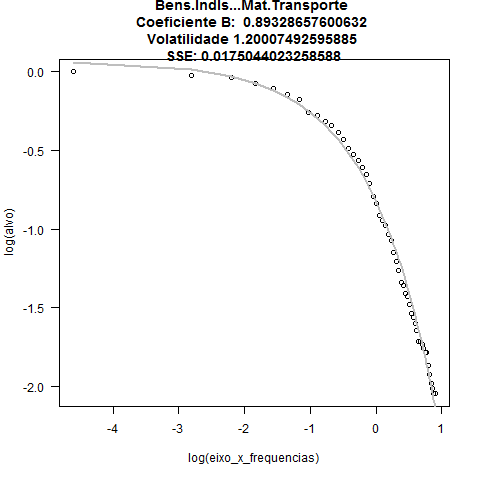 Bens.Indls...Mat.Transporte
Coeficiente B: 0.89328657600632
Volatilidade 1.20007492595885
SSE: 0.0175044023258588
0.0
-0.5
-1.0
-1.5
-2.0
log(alvo)
-4
-3
-2
-1
0
1
log(eixo_x_frequencias)